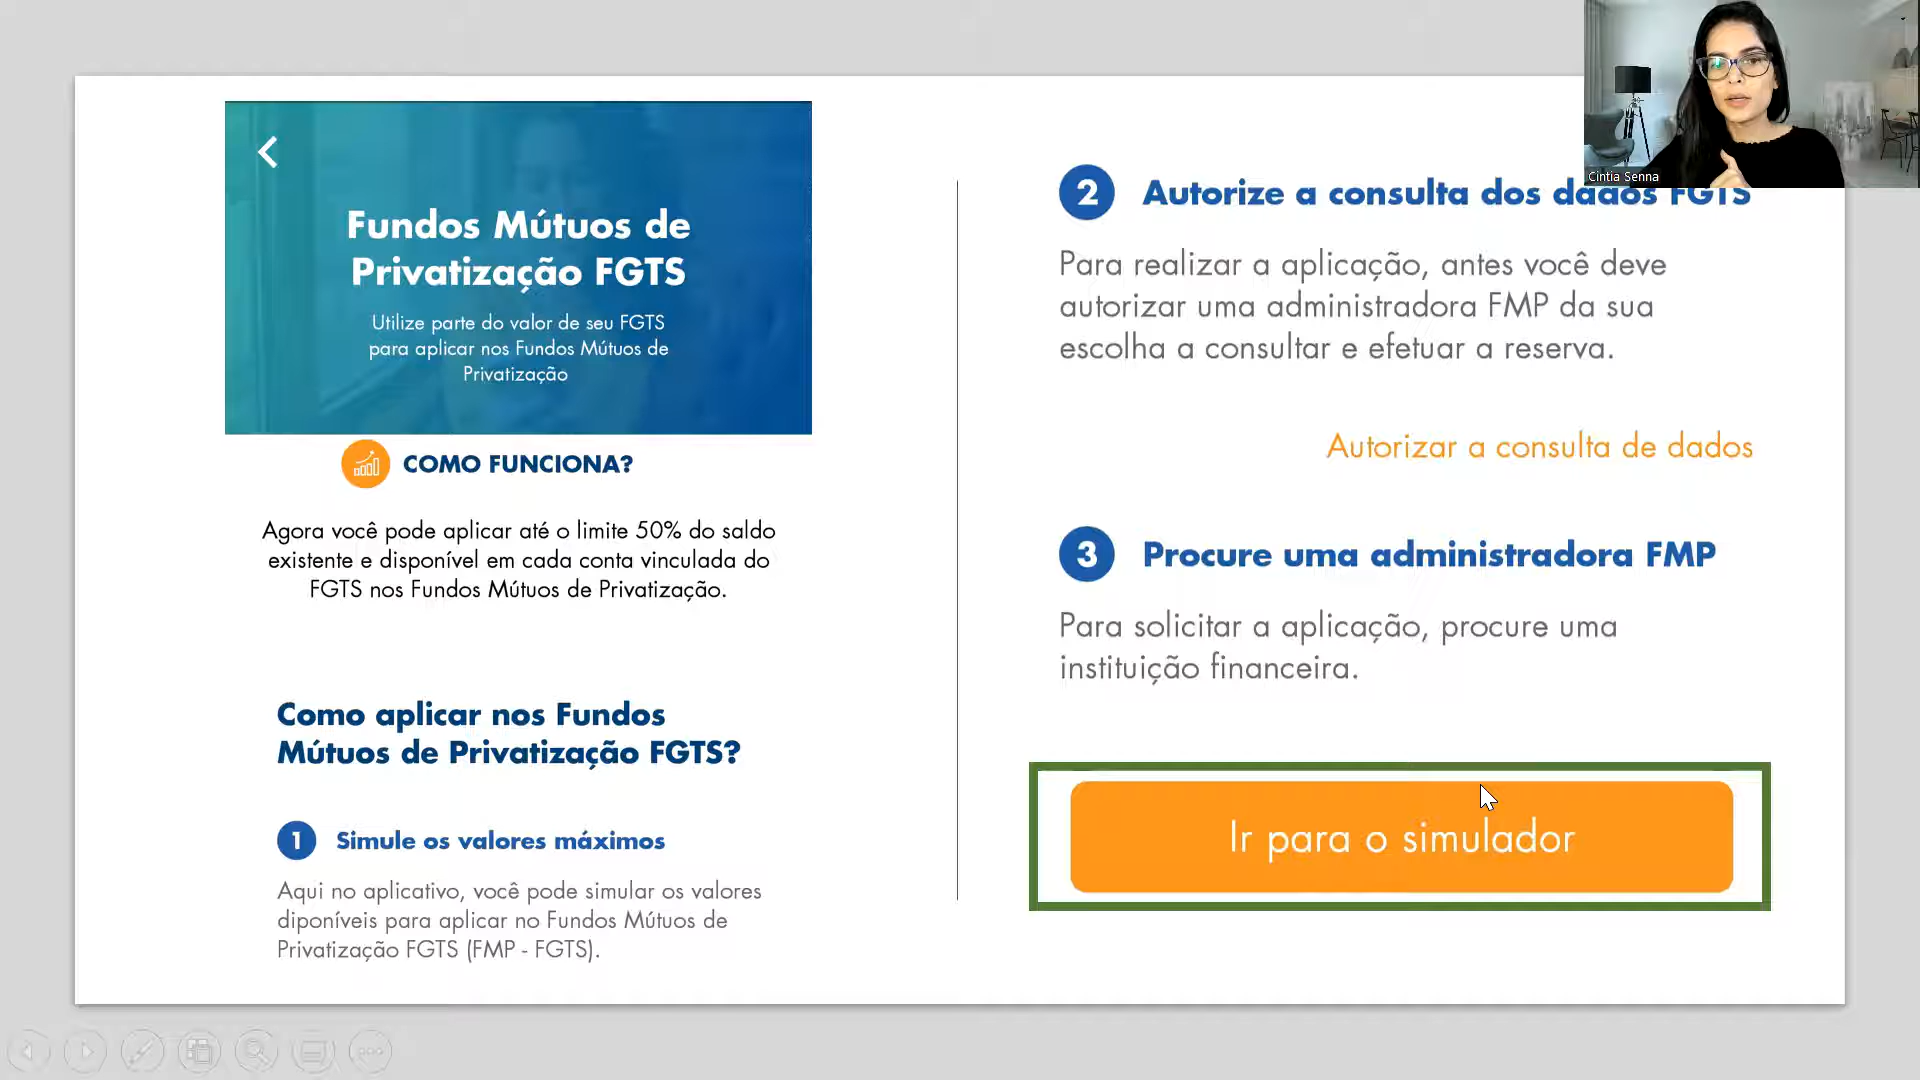 Fundos Mútuos de
Privatização FGTS
Utilize parte do valor de seu FGTS
para aplicar nos Fundos Mútuos de
Privatização
COMO FUNCIONA?
Agora você pode aplicar até o limite 50% do saldo
existente e disponível em cada conta vinculada do
FGTS nos Fundos Mútuos de Privatização.
Como aplicar nos Fundos
Mútuos de Privatização FGTS?
1 Simule os valores máximos
Aqui no aplicativo, você pode simular os valores
diponíveis para aplicar no Fundos Mútuos de
Privatização FGTS (FMP - FGTS).
Cintia Senna
2 Autorize a consulta dos dados FGTS
Para realizar a aplicação, antes você deve
autorizar uma administradora FMP da sua
escolha a consultar e efetuar a reserva.
Autorizar a consulta de dados
3 Procure uma administradora FMP
Para solicitar a aplicação, procure uma
instituição financeira.
Ir para o simulador